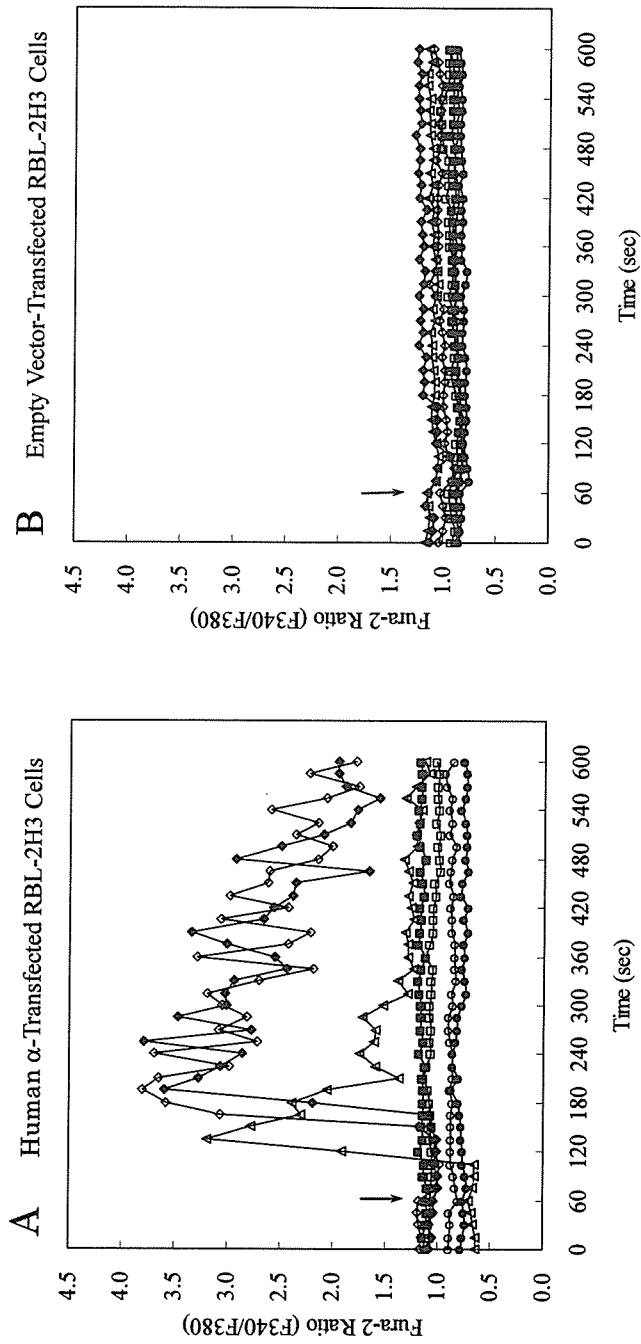 A
Human α-Transfected RBL-2H3 Cells
Fura-2 Ratio (F340/F380)
4.5
4.0
3.5
3.0
2.5
2.0
1.5
1.0
0.5
0.0
0 60 120 180 240 300 360 420 480 540 600
B
Empty Vector-Transfected RBL-2H3 Cells
Fura-2 Ratio (F340/F380)
4.5
4.0
3.5
3.0
2.5
2.0
1.5
1.0
0.5
0.0
0 60 120 180 240 300 360 420 480 540 600
Time (sec)